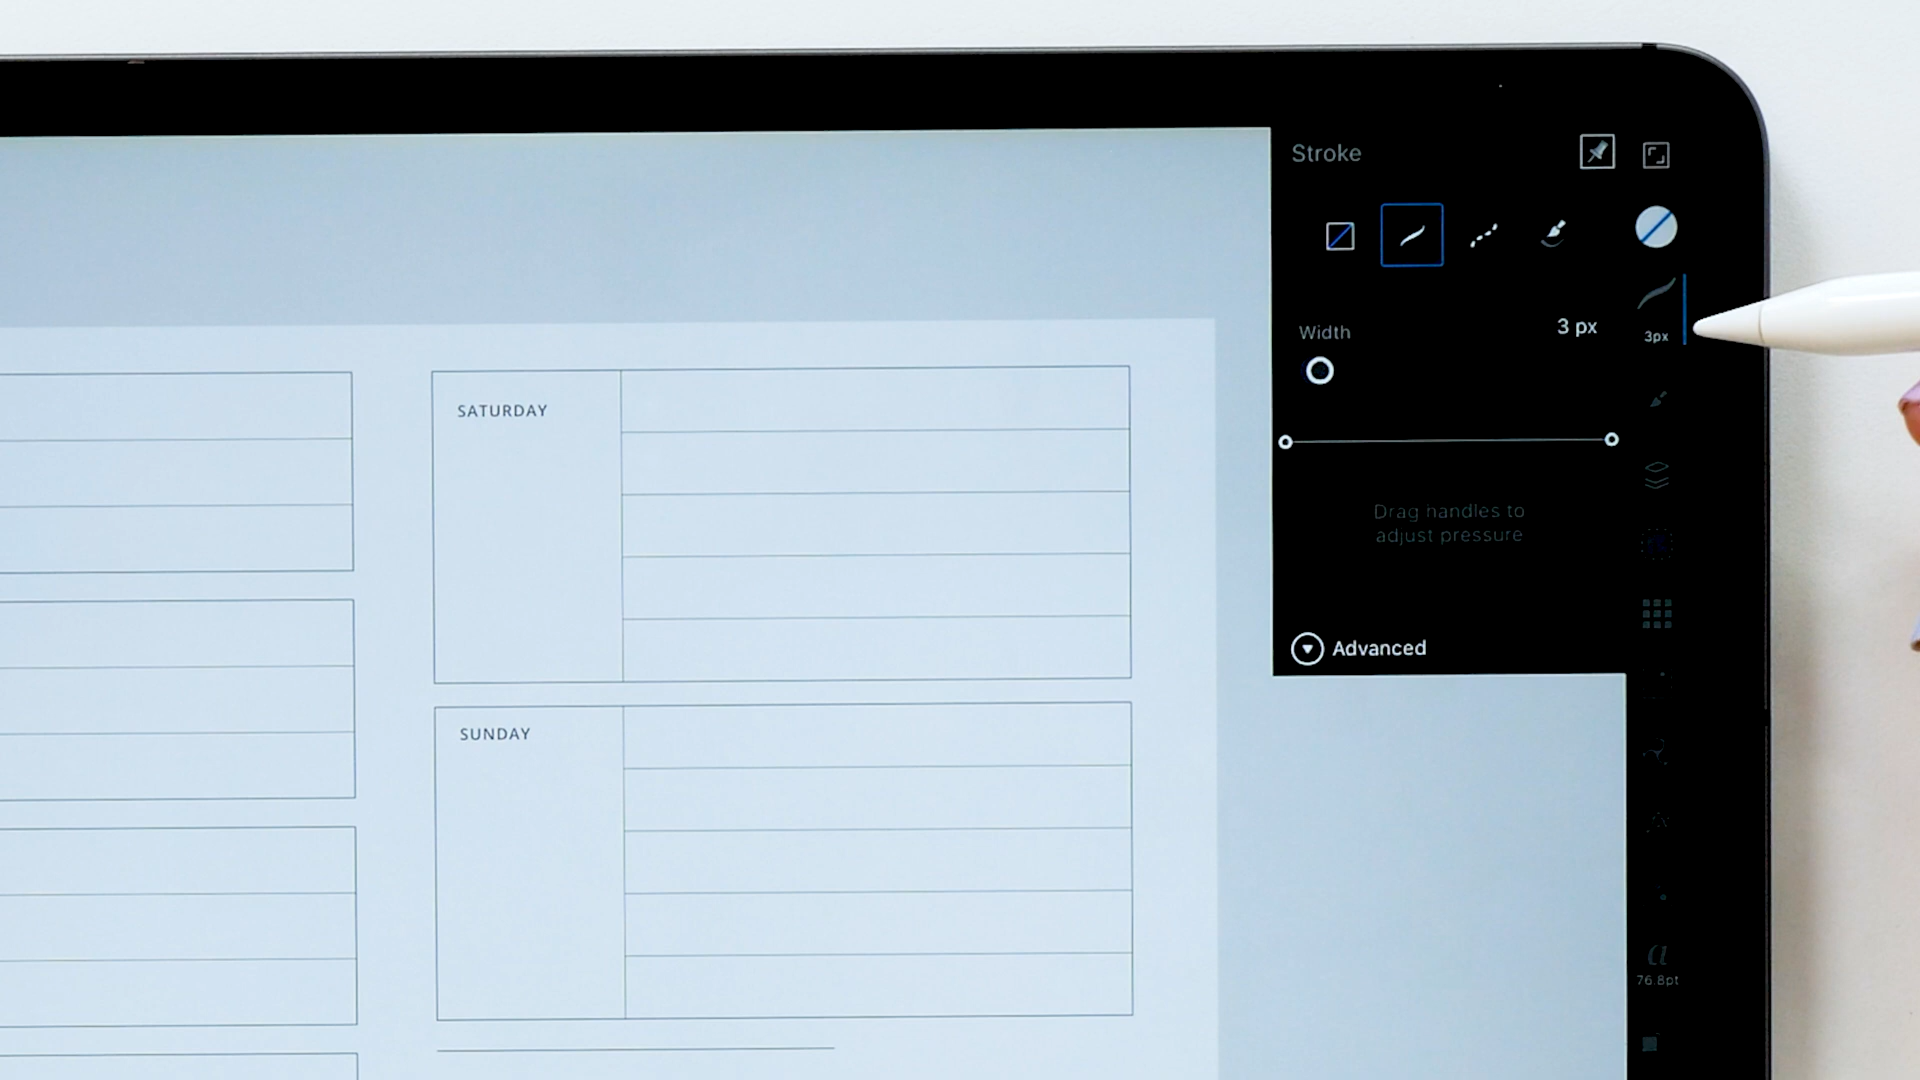 Stroke
Width
3 px
3px
Drag handles to
adjust pressure
Advanced
SATURDAY
SUNDAY
a
76.8pt